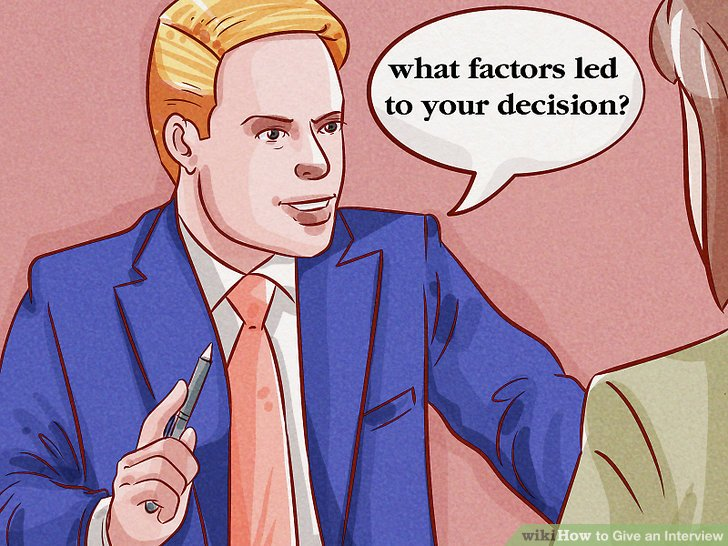 what factors led
to your decision?
wikiHow to Give an Interview